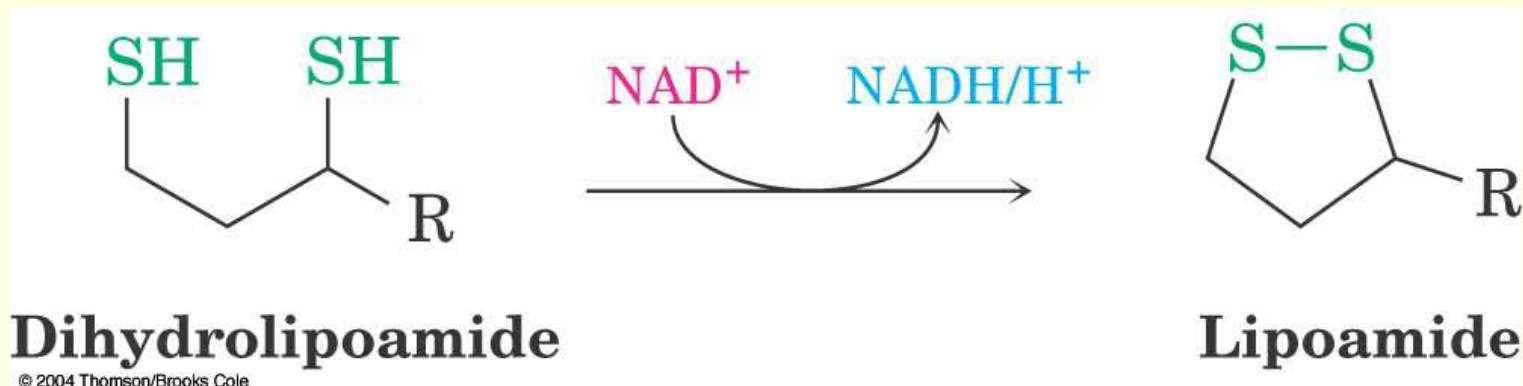 SH SH NAD⁺ NADH/H⁺ S—S
R R
Dihydrolipoamide Lipoamide
© 2004 Thomson/Brooks Cole